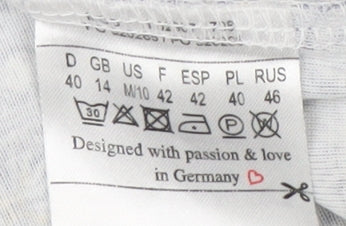 D GB US F ESP PL RUS
40 14 M/10 42 42 40 46
30 P W
Designed with passion & love
in Germany